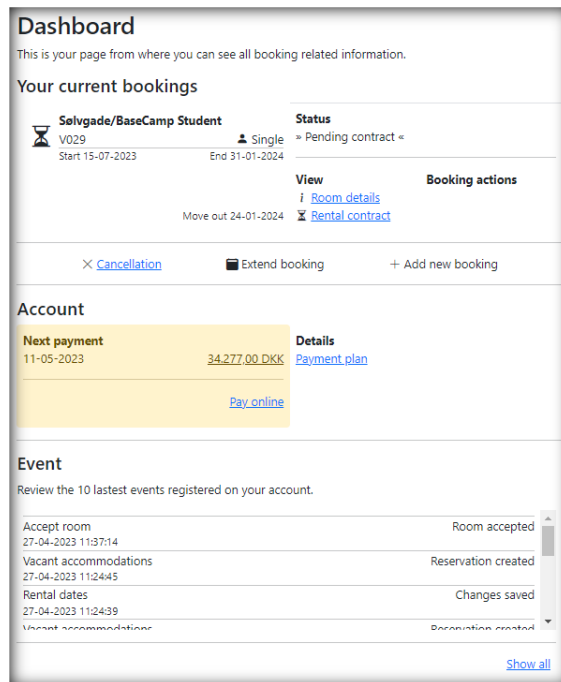 Dashboard
This is your page from where you can see all booking related information.
Your current bookings
Sølvgade/BaseCamp Student
V029 Single
Start 15-07-2023 End 31-01-2024
Move out 24-01-2024
Status
» Pending contract «
View Booking actions
i Room details
Rental contract
Cancellation Extend booking + Add new booking
Account
Next payment
11-05-2023 34.277,00 DKK
Pay online
Details
Payment plan
Event
Review the 10 lastest events registered on your account.
Accept room Room accepted
27-04-2023 11:37:14
Vacant accommodations Reservation created
27-04-2023 11:24:45
Rental dates Changes saved
27-04-2023 11:24:39
Vacant accommodations Reservation created
Show all